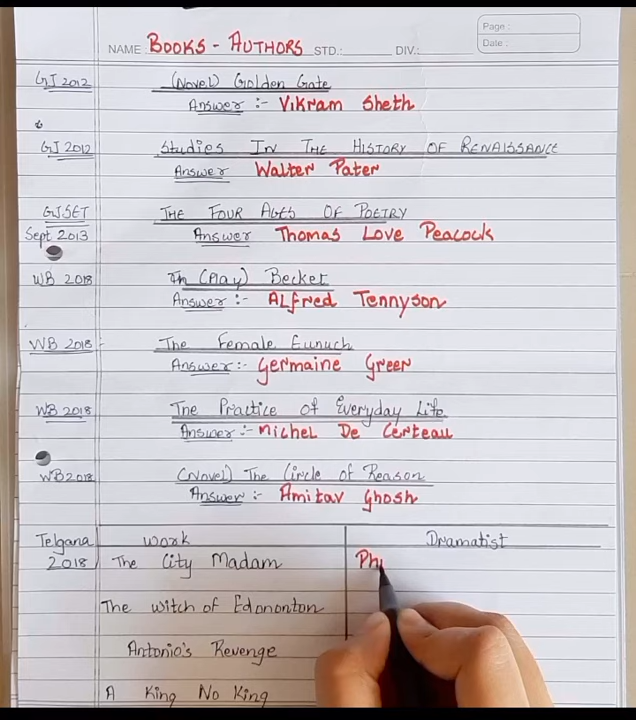 Page :
Date :
NAME BOOKS - AUTHORS STD.: DIV.:
GJ 2012 (Novel) Golden Gate
Answer :- Vikram Sheth
GJ 2012 Studies In The History Of Renaissance
Answer Walter Pater
GJ SET The Four Ages Of Poetry
Sept 2013 Answer Thomas Love Peacock
WB 2018 (Play) Becket
Answer :- Alfred Tennyson
WB 2018 :- The Female Eunuch
Answer :- Germaine Greer
WB 2018 The Practice of Everyday Life
Answer :- Michel De Certeau
WB 2018 (Novel) The Circle of Reason
Answer :- Amitav Ghosh
Telgana Work Dramatist
2018 The City Madam Ph
The Witch of Edononton
Antonio's Revenge
A King No King